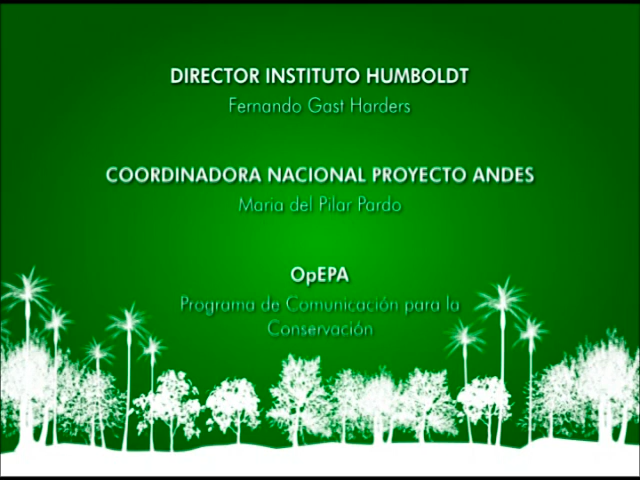 DIRECTOR INSTITUTO HUMBOLDT
Fernando Gast Harders
COORDINADORA NACIONAL PROYECTO ANDES
Maria del Pilar Pardo
OpEPA
Programa de Comunicación para la
Conservación